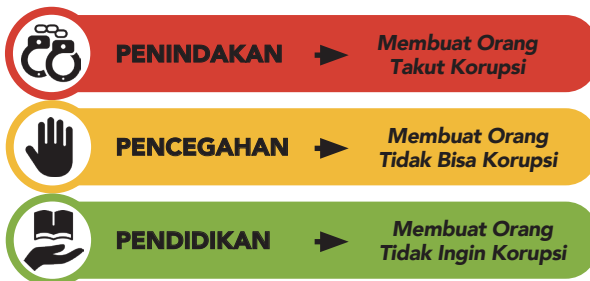 PENINDAKAN
Membuat Orang
Takut Korupsi
PENCEGAHAN
Membuat Orang
Tidak Bisa Korupsi
PENDIDIKAN
Membuat Orang
Tidak Ingin Korupsi